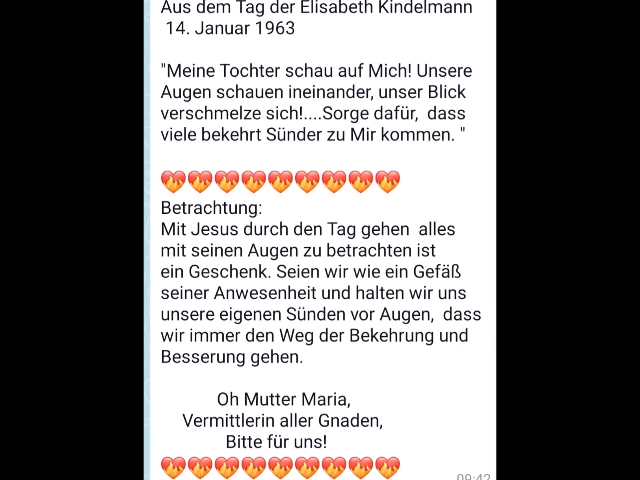 Aus dem Tag der Elisabeth Kindelmann
14. Januar 1963
"Meine Tochter schau auf Mich! Unsere
Augen schauen ineinander, unser Blick
verschmelze sich!....Sorge dafür, dass
viele bekehrt Sünder zu Mir kommen. "
Betrachtung:
Mit Jesus durch den Tag gehen alles
mit seinen Augen zu betrachten ist
ein Geschenk. Seien wir wie ein Gefäß
seiner Anwesenheit und halten wir uns
unsere eigenen Sünden vor Augen, dass
wir immer den Weg der Bekehrung und
Besserung gehen.
Oh Mutter Maria,
Vermittlerin aller Gnaden,
Bitte für uns!
09:42